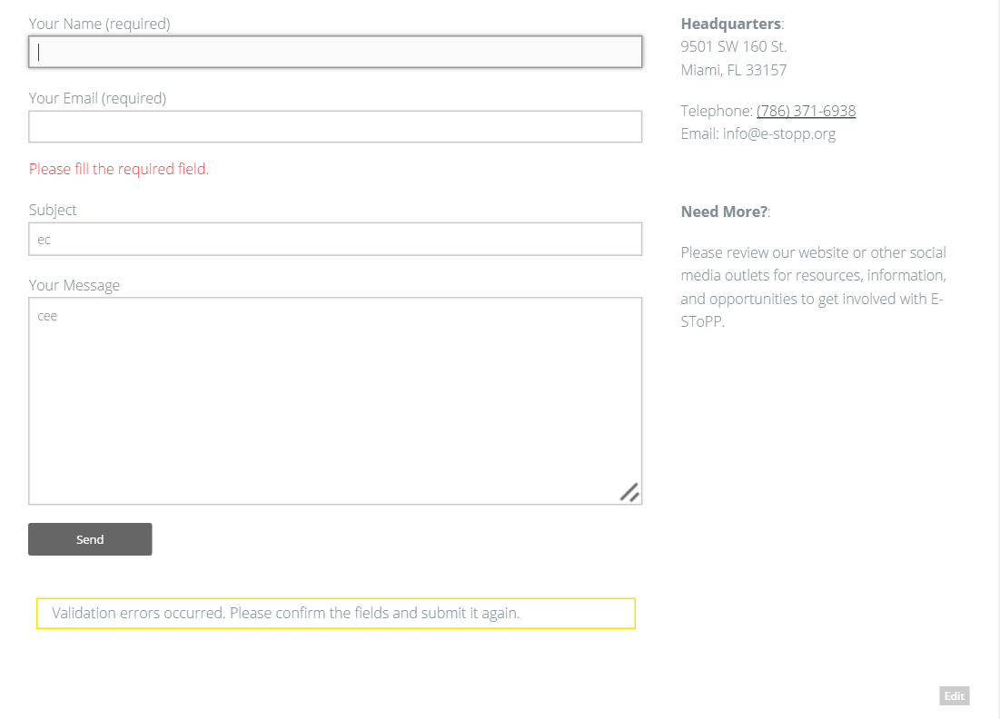 Your Name (required)
Your Email (required)
Please fill the required field.
Subject
ec
Your Message
cee
Send
Validation errors occurred. Please confirm the fields and submit it again.
Headquarters:
9501 SW 160 St.
Miami, FL 33157
Telephone: (786) 371-6938
Email: info@e-stopp.org
Need More?:
Please review our website or other social
media outlets for resources, information,
and opportunities to get involved with E-
SToPP.
Edit